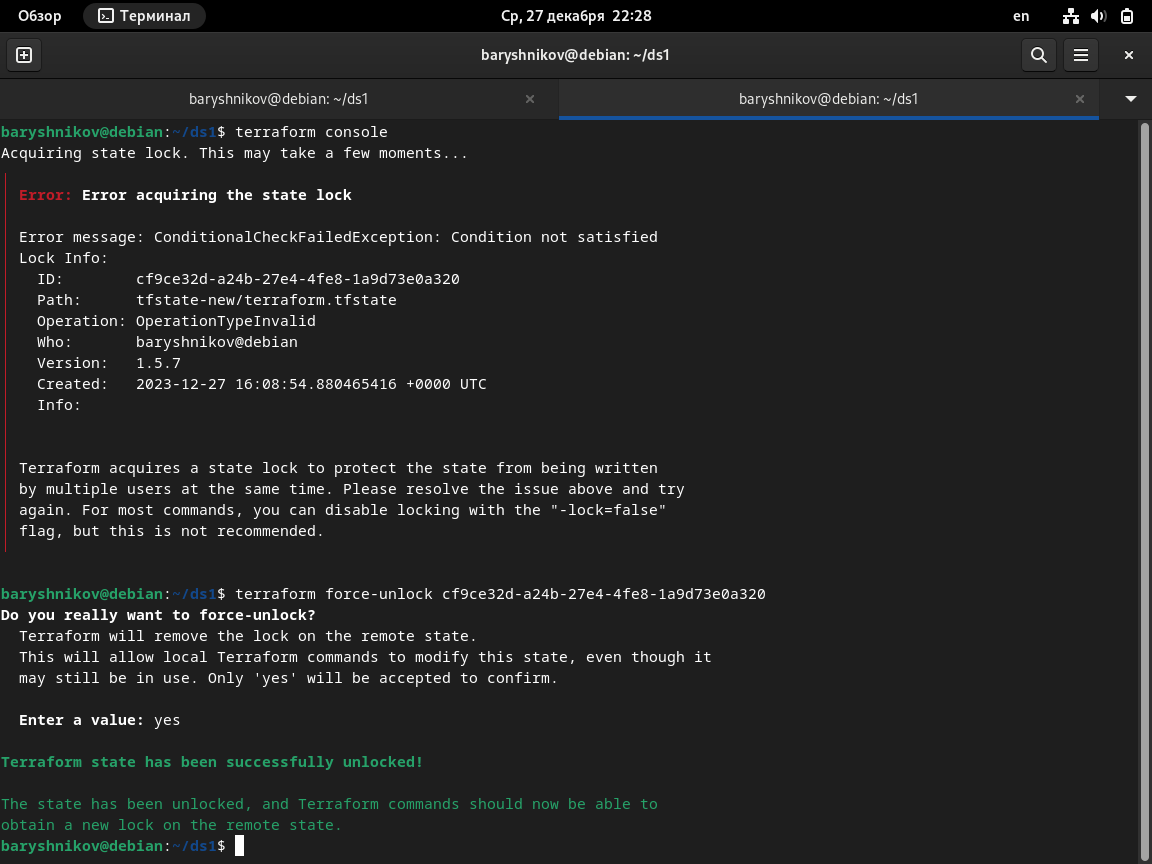 Обзор
Терминал
Ср, 27 декабря 22:28
en
baryshnikov@debian: ~/ds1
baryshnikov@debian: ~/ds1
baryshnikov@debian: ~/ds1
baryshnikov@debian:~/ds1$ terraform console
Acquiring state lock. This may take a few moments...
Error: Error acquiring the state lock
Error message: ConditionalCheckFailedException: Condition not satisfied
Lock Info:
ID: cf9ce32d-a24b-27e4-4fe8-1a9d73e0a320
Path: tfstate-new/terraform.tfstate
Operation: OperationTypeInvalid
Who: baryshnikov@debian
Version: 1.5.7
Created: 2023-12-27 16:08:54.880465416 +0000 UTC
Info:
Terraform acquires a state lock to protect the state from being written
by multiple users at the same time. Please resolve the issue above and try
again. For most commands, you can disable locking with the "-lock=false"
flag, but this is not recommended.
baryshnikov@debian:~/ds1$ terraform force-unlock cf9ce32d-a24b-27e4-4fe8-1a9d73e0a320
Do you really want to force-unlock?
Terraform will remove the lock on the remote state.
This will allow local Terraform commands to modify this state, even though it
may still be in use. Only 'yes' will be accepted to confirm.
Enter a value: yes
Terraform state has been successfully unlocked!
The state has been unlocked, and Terraform commands should now be able to
obtain a new lock on the remote state.
baryshnikov@debian:~/ds1$